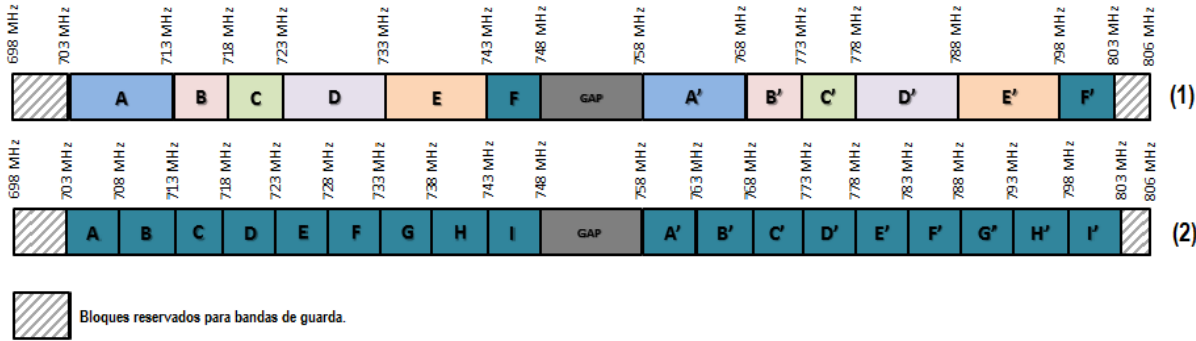 698 MHz 703 MHz 713 MHz 718 MHz 723 MHz 733 MHz 743 MHz 748 MHz 758 MHz 768 MHz 773 MHz 778 MHz 788 MHz 798 MHz 803 MHz 806 MHz
A B C D E F GAP A' B' C' D' E' F' (1)
698 MHz 703 MHz 708 MHz 713 MHz 718 MHz 723 MHz 728 MHz 733 MHz 738 MHz 743 MHz 748 MHz 758 MHz 763 MHz 768 MHz 773 MHz 778 MHz 783 MHz 788 MHz 793 MHz 798 MHz 803 MHz 806 MHz
A B C D E F G H I GAP A' B' C' D' E' F' G' H' I' (2)
Bloques reservados para bandas de guarda.